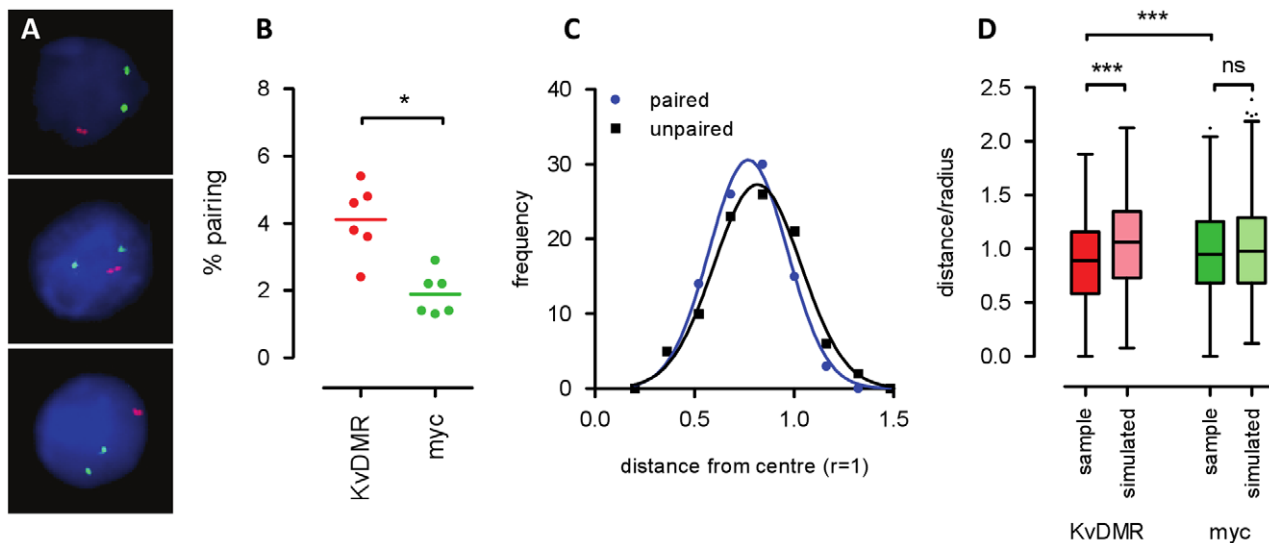 A
B
% pairing
8
6
4
2
0
*
KvDMR
myc
C
frequency
40
30
20
10
0
paired
unpaired
0.0 0.5 1.0 1.5
distance from centre (r=1)
D
distance/radius
2.5
2.0
1.5
1.0
0.5
0.0
***
***
ns
sample
simulated
sample
simulated
KvDMR myc